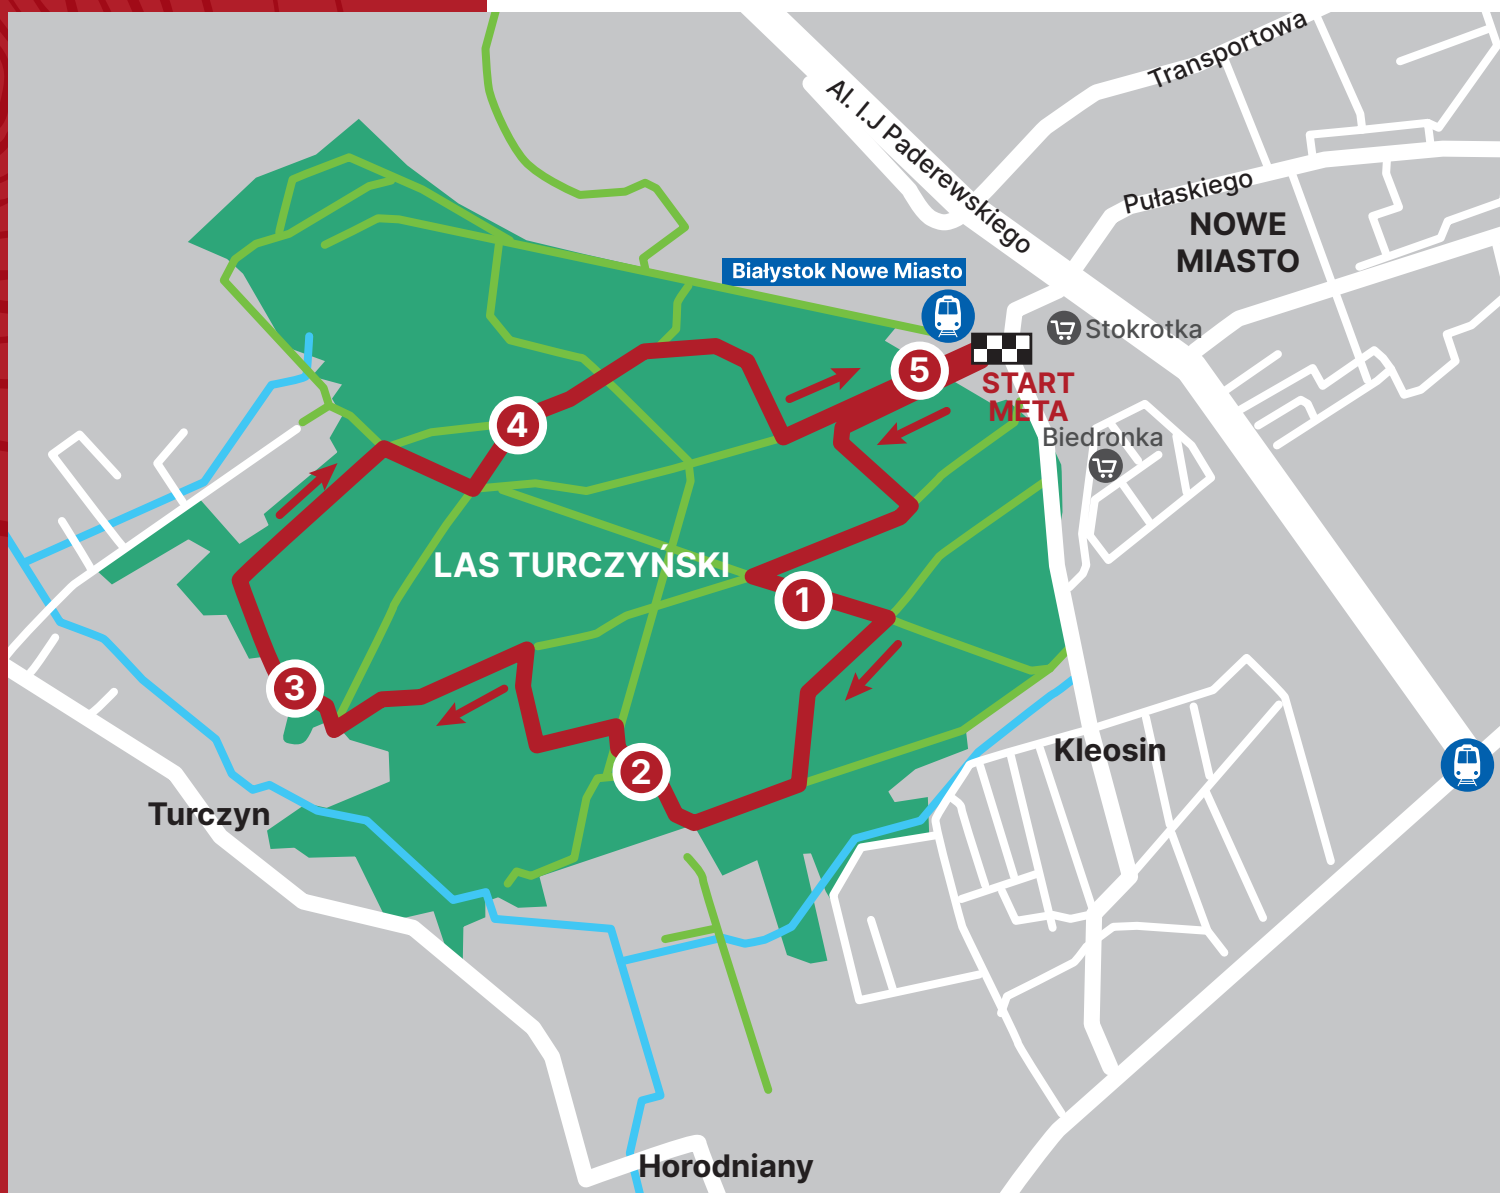 Transportowa
Al. I.J Paderewskiego
Pułaskiego
NOWE
MIASTO
Białystok Nowe Miasto
Stokrotka
5
START
META
4
Biedronka
LAS TURCZYŃSKI
1
3
2
Kleosin
Turczyn
Horodniany